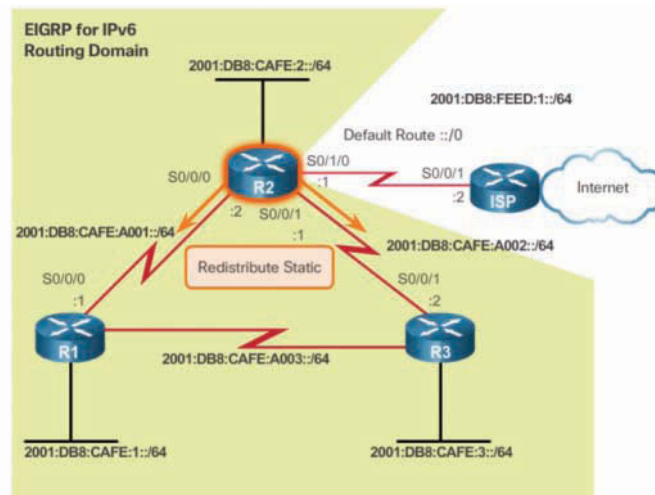 EIGRP for IPv6
Routing Domain
2001:DB8:CAFE:2::/64
2001:DB8:FEED:1::/64
Default Route ::/0
S0/0/0
R2
S0/1/0
:1
S0/0/1
:2
ISP
Internet
:2
S0/0/1
:1
2001:DB8:CAFE:A001::/64
2001:DB8:CAFE:A002::/64
Redistribute Static
S0/0/0
:1
S0/0/1
:2
R1
R3
2001:DB8:CAFE:A003::/64
2001:DB8:CAFE:1::/64
2001:DB8:CAFE:3::/64